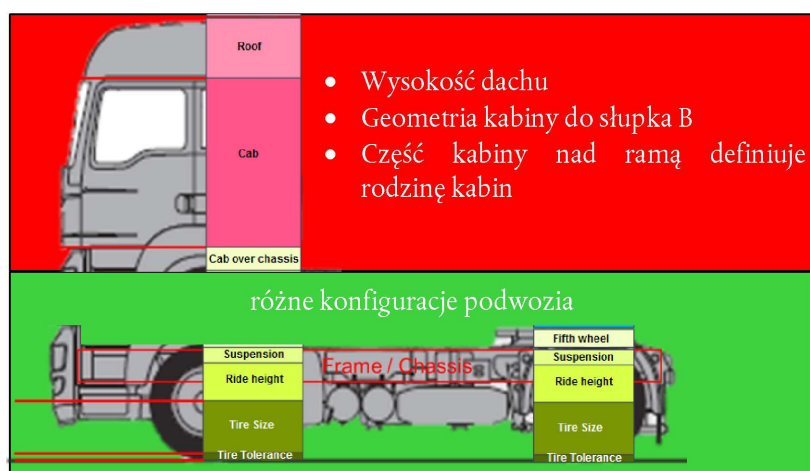 Roof
• Wysokość dachu
• Geometria kabiny do słupka B
Cab
• Część kabiny nad ramą definiuje
rodzinę kabin
Cab over chassis
różne konfiguracje podwozia
Fifth wheel
Suspension
Frame / Chassis
Suspension
Ride height
Ride height
Tire Size
Tire Size
Tire Tolerance
Tire Tolerance